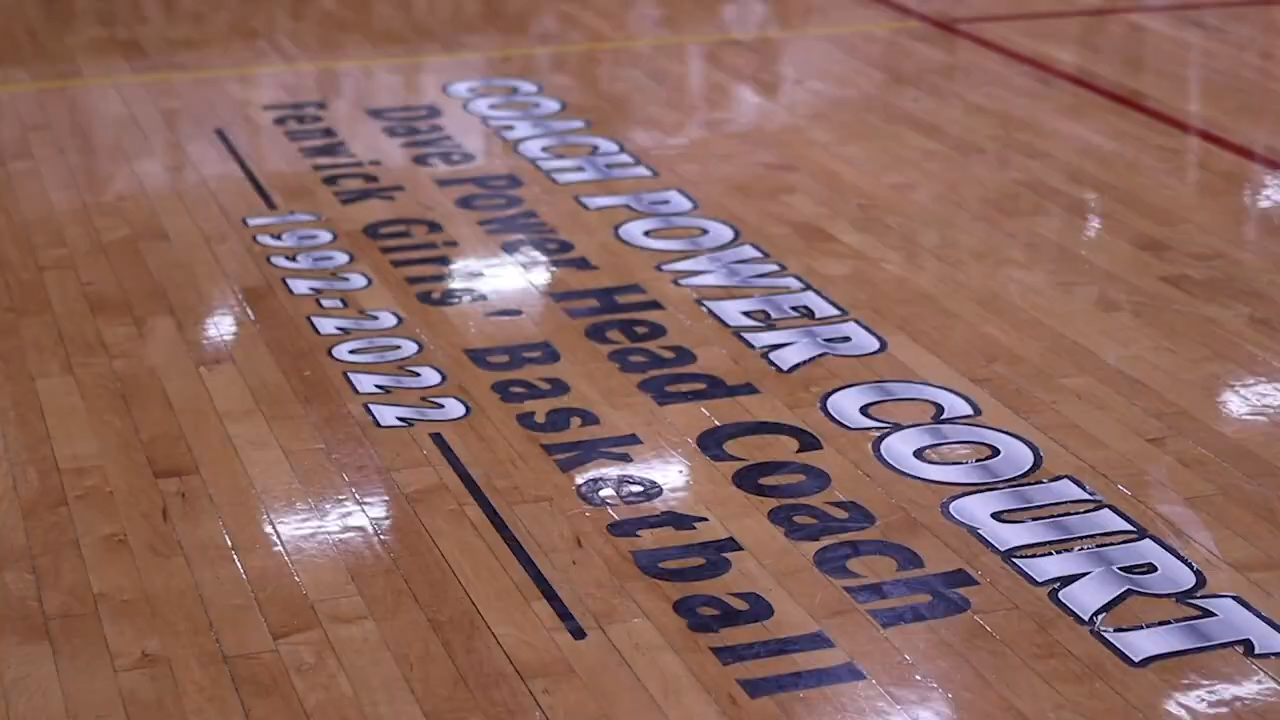 COACH POWER COURT
Dave Power Head Coach
Fenwick Girls' Basketball
1992-2022